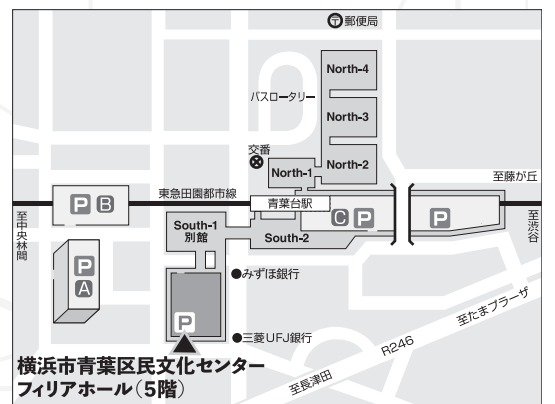 〒郵便局
North-4
バスロータリー
North-3
交番
North-2
North-1
至藤が丘
東急田園都市線
青葉台駅
P B
C P
P
至中央林間
至渋谷
South-1
別館
South-2
P
A
みずほ銀行
至たまプラーザ
P
三菱UFJ銀行
R246
横浜市青葉区民文化センター
フィリアホール(5階)
至長津田